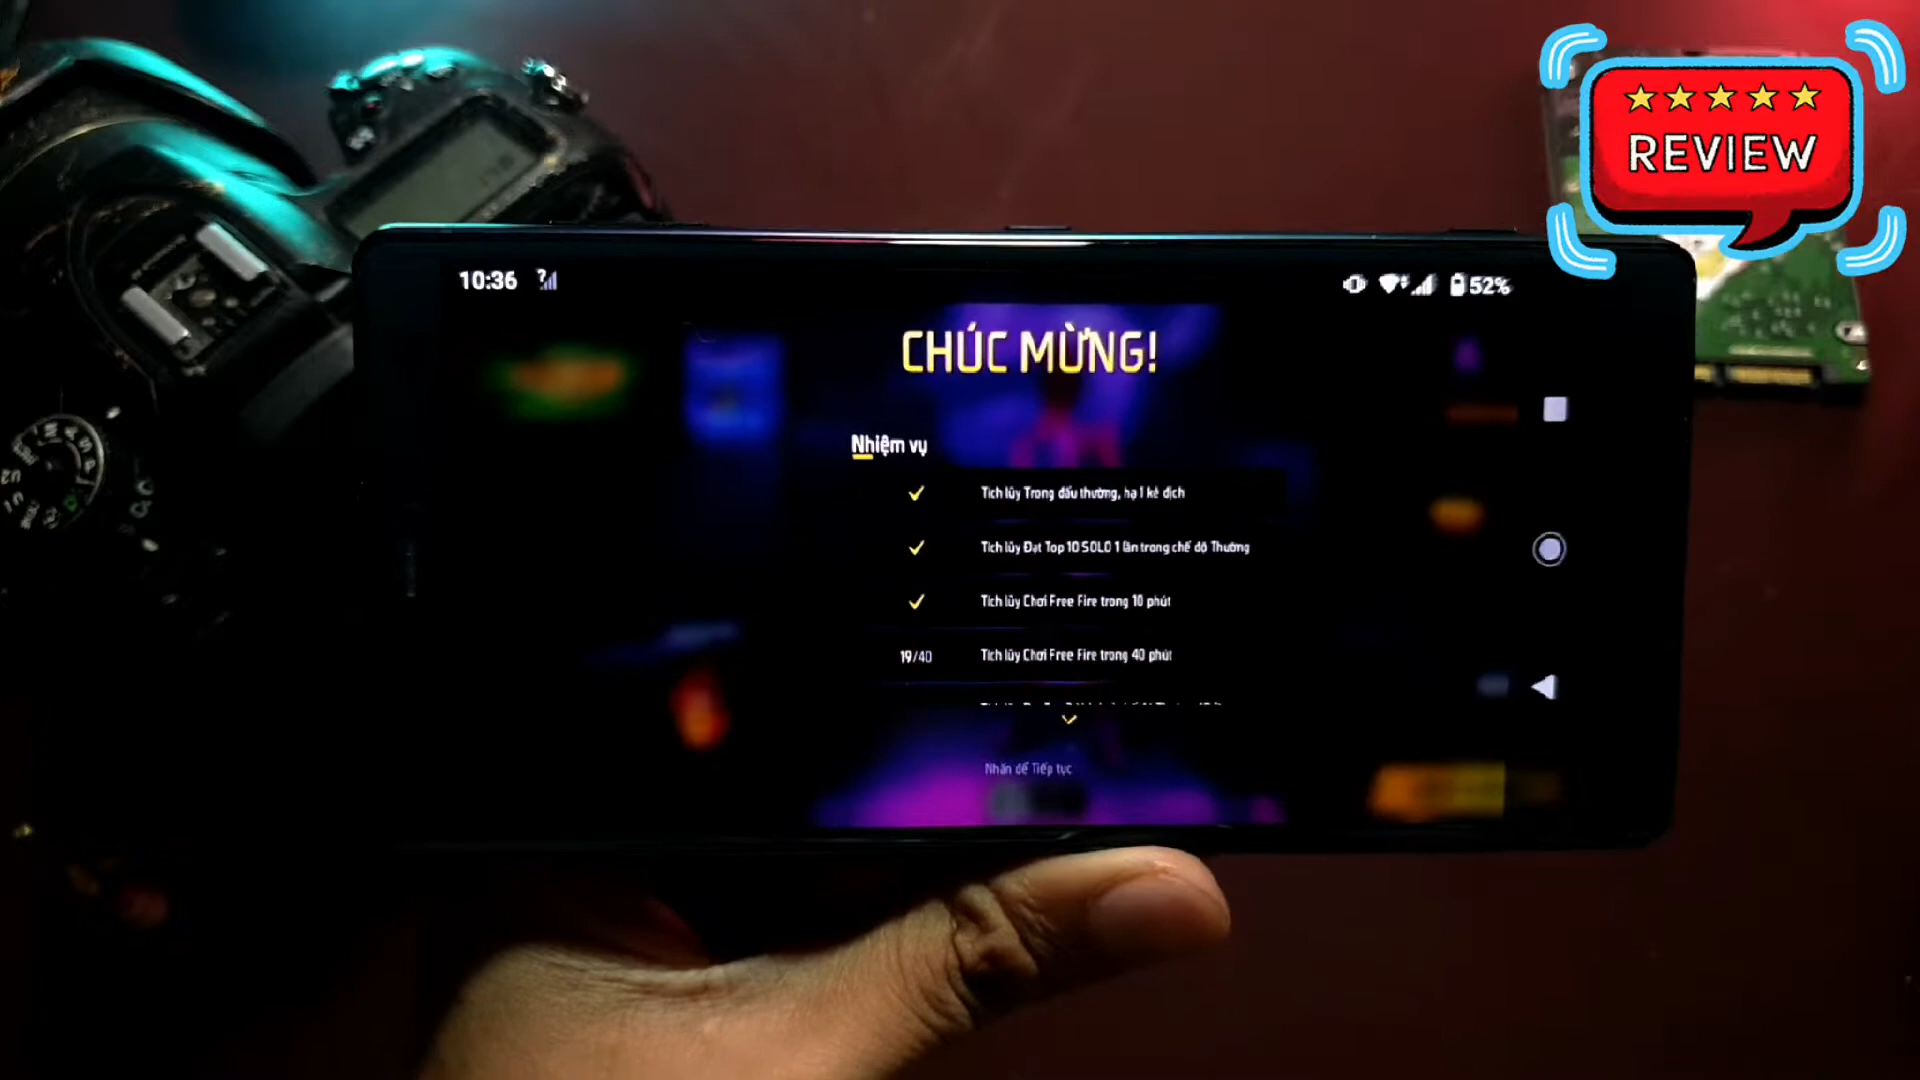 REVIEW
10:36
52%
CHÚC MỪNG!
Nhiệm vụ
Tích lũy Trong đấu thường, hạ 1 kẻ địch
Tích lũy Đạt Top 10 SOLO 1 lần trong chế độ Thường
Tích lũy Chơi Free Fire trong 10 phút
19/40 Tích lũy Chơi Free Fire trong 40 phút
Nhấn để Tiếp tục